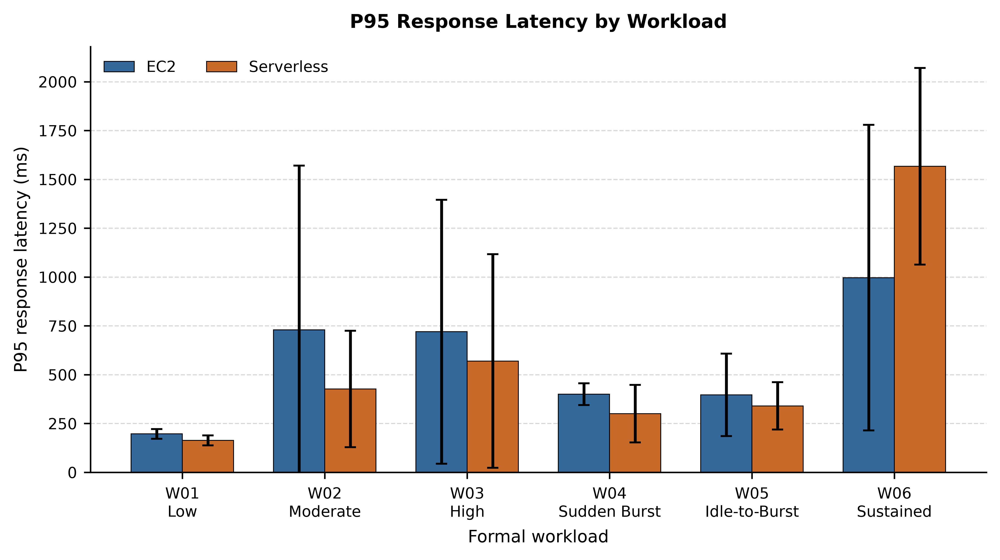 P95 Response Latency by Workload
EC2
Serverless
P95 response latency (ms)
2000
1750
1500
1250
1000
750
500
250
0
W01
Low
W02
Moderate
W03
High
W04
Sudden Burst
W05
Idle-to-Burst
W06
Sustained
Formal workload